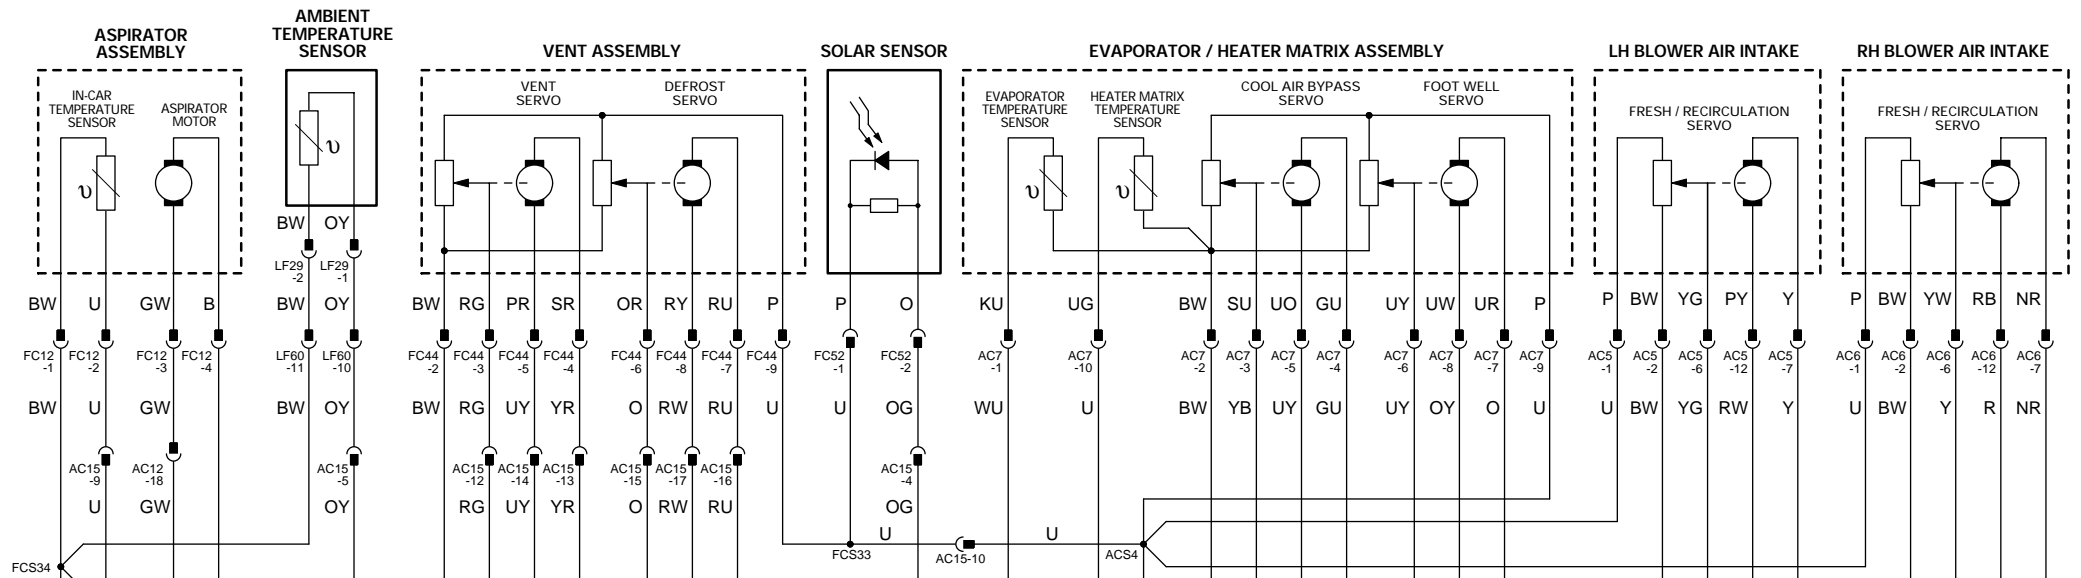 AMBIENT
TEMPERATURE
SENSOR
ASPIRATOR
ASSEMBLY
VENT ASSEMBLY
SOLAR SENSOR
EVAPORATOR / HEATER MATRIX ASSEMBLY
LH BLOWER AIR INTAKE
RH BLOWER AIR INTAKE
IN-CAR
TEMPERATURE
SENSOR
ASPIRATOR
MOTOR
VENT
SERVO
DEFROST
SERVO
EVAPORATOR
TEMPERATURE
SENSOR
HEATER MATRIX
TEMPERATURE
SENSOR
COOL AIR BYPASS
SERVO
FOOT WELL
SERVO
FRESH / RECIRCULATION
SERVO
FRESH / RECIRCULATION
SERVO
υ υ υ υ
BW OY
LF29
-2
LF29
-1
BW U GW B BW OY BW RG PR SR OR RY RU P P O KU UG BW SU UO GU UY UW UR P P BW YG PY Y P BW YW RB NR
FC12
-1
FC12
-2
FC12
-3
FC12
-4
LF60
-11
LF60
-10
FC44
-2
FC44
-3
FC44
-5
FC44
-4
FC44
-6
FC44
-8
FC44
-7
FC44
-9
FC52
-1
FC52
-2
AC7
-1
AC7
-10
AC7
-2
AC7
-3
AC7
-5
AC7
-4
AC7
-6
AC7
-8
AC7
-7
AC7
-9
AC5
-1
AC5
-2
AC5
-6
AC5
-12
AC5
-7
AC6
-1
AC6
-2
AC6
-6
AC6
-12
AC6
-7
BW U GW BW OY BW RG UY YR O RW RU U U OG WU U BW YB UY GU UY OY O U U BW YG RW Y U BW Y R NR
AC15
-9
AC12
-18
AC15
-5
AC15
-12
AC15
-14
AC15
-13
AC15
-15
AC15
-17
AC15
-16
AC15
-4
U GW OY RG UY YR O RW RU OG
U U
FCS33
AC15-10
ACS4
FCS34